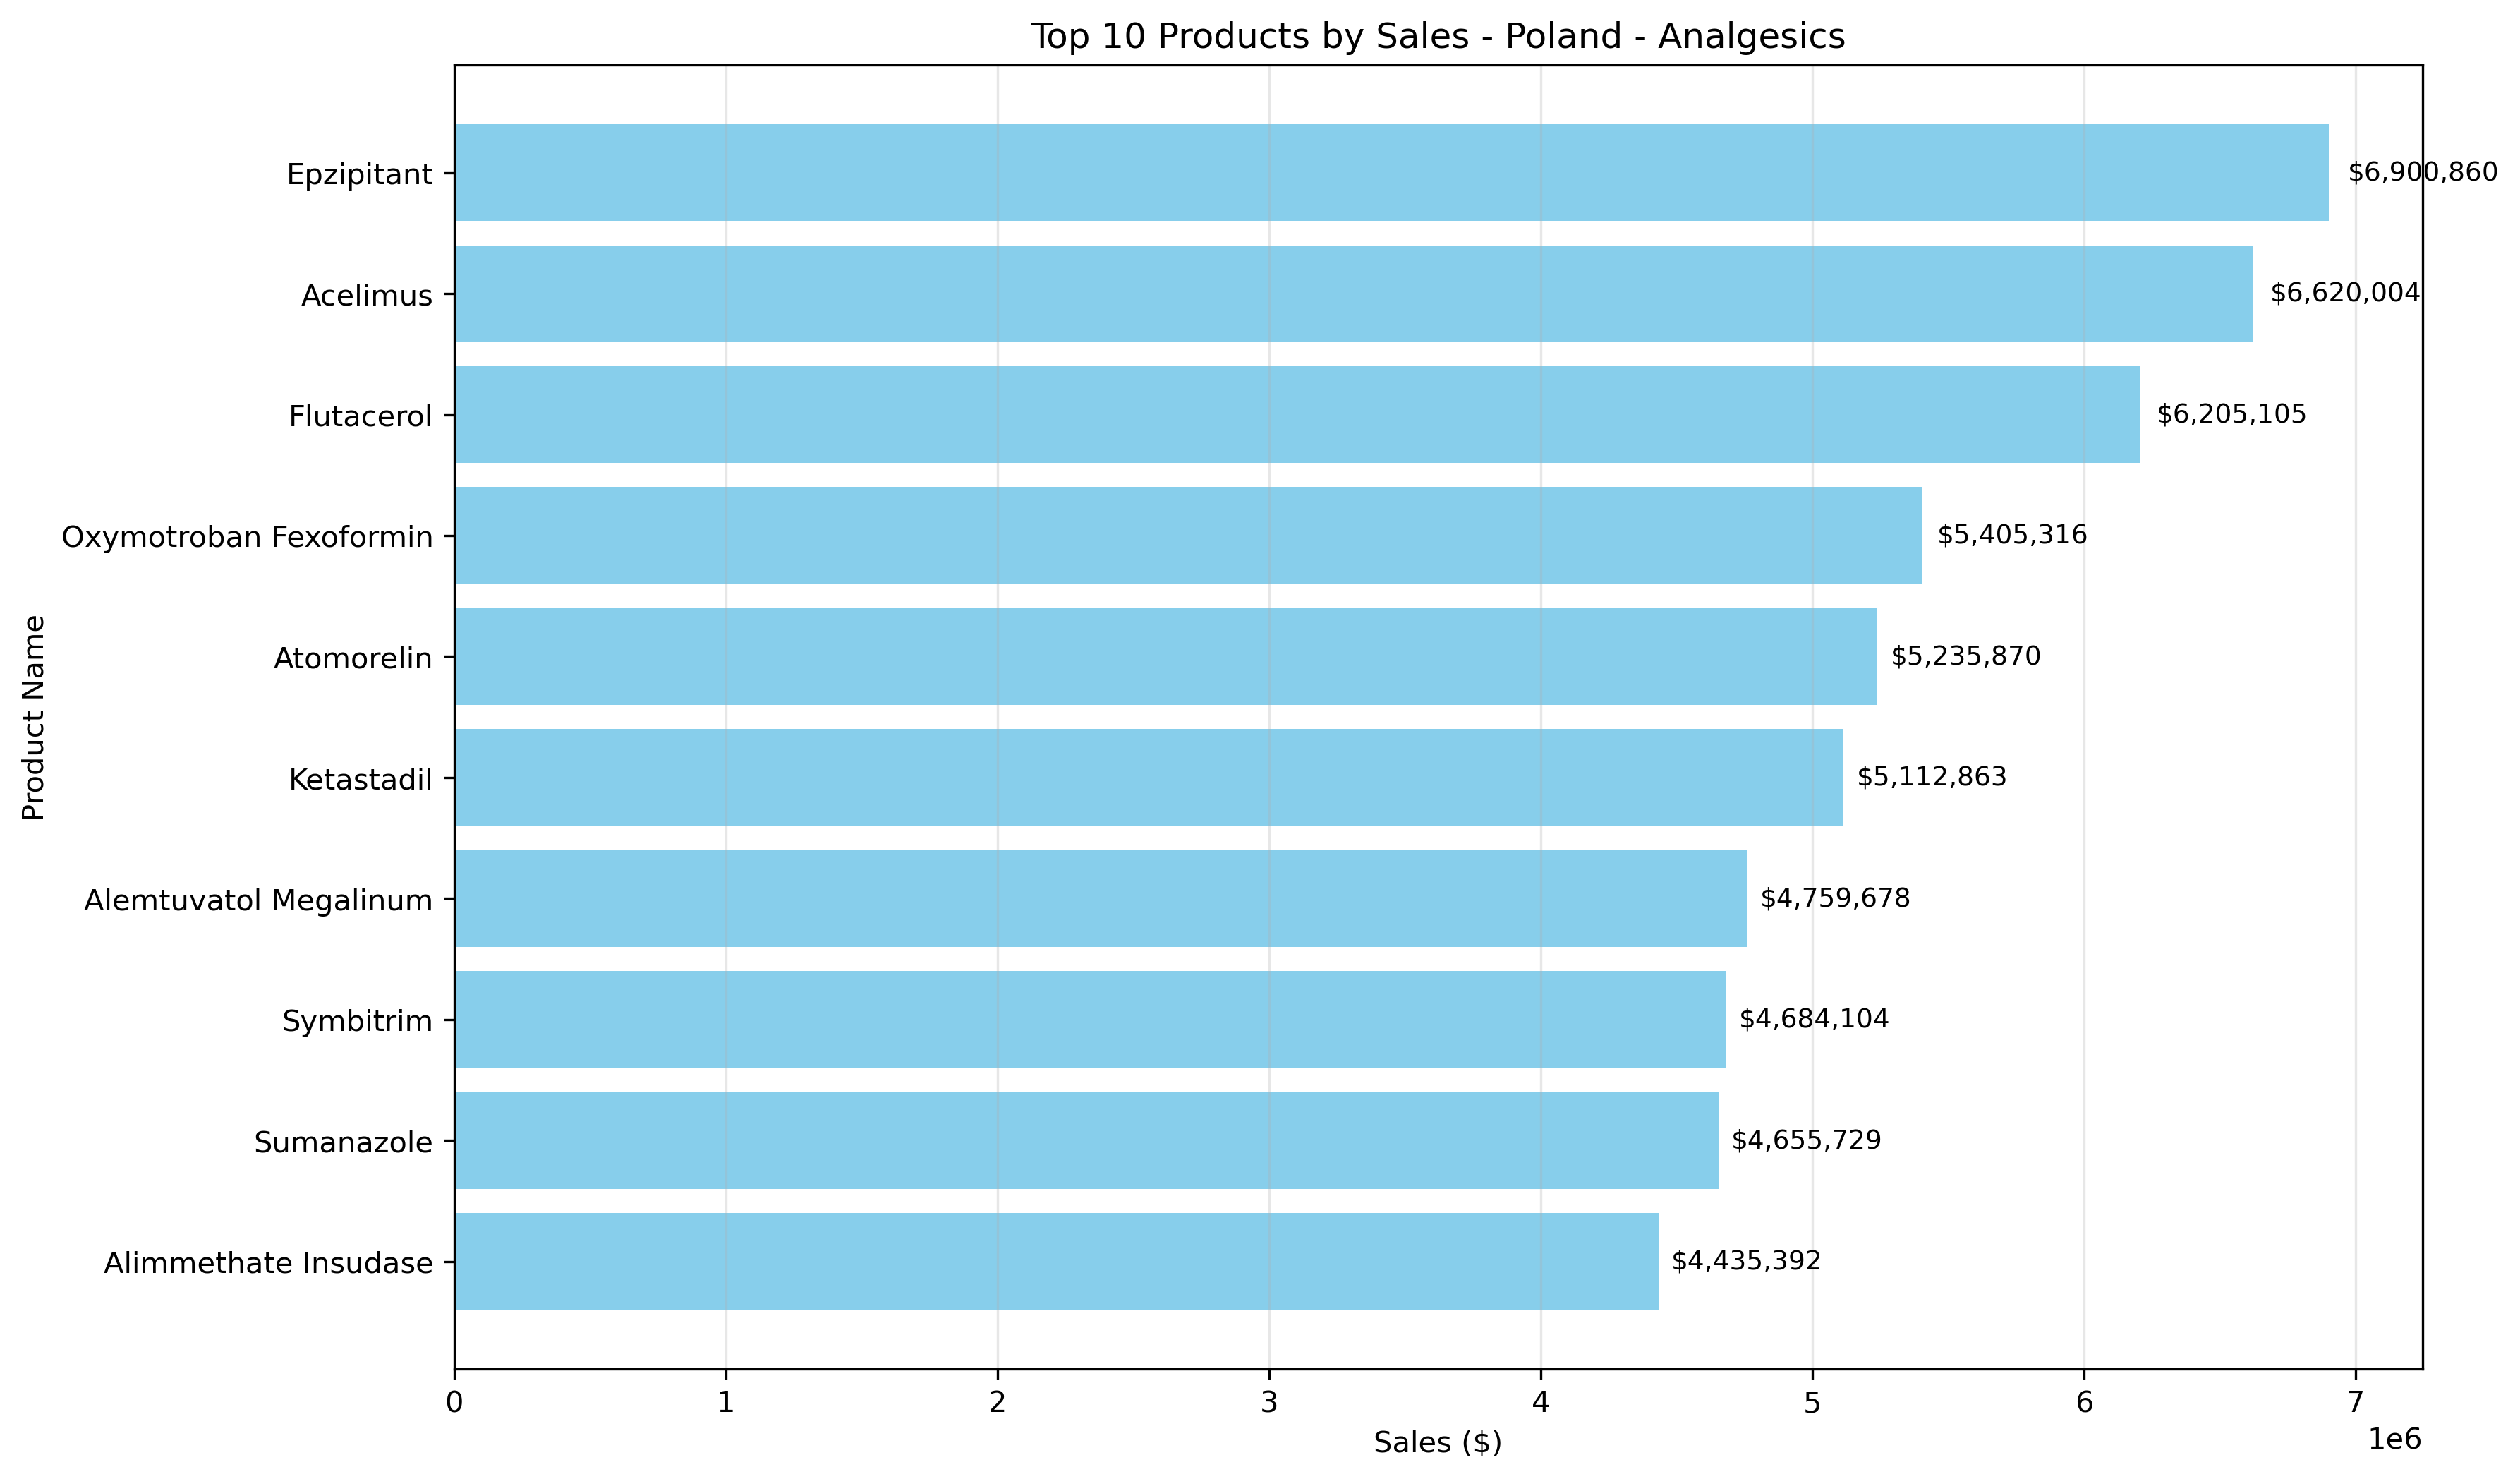 Top 10 Products by Sales - Poland - Analgesics
Product Name
Epzipitant $6,900,860
Acelimus $6,620,004
Flutacerol $6,205,105
Oxymotroban Fexoformin $5,405,316
Atomorelin $5,235,870
Ketastadil $5,112,863
Alemtuvatol Megalinum $4,759,678
Symbitrim $4,684,104
Sumanazole $4,655,729
Alimmethate Insudase $4,435,392
0 1 2 3 4 5 6 7
1e6
Sales ($)